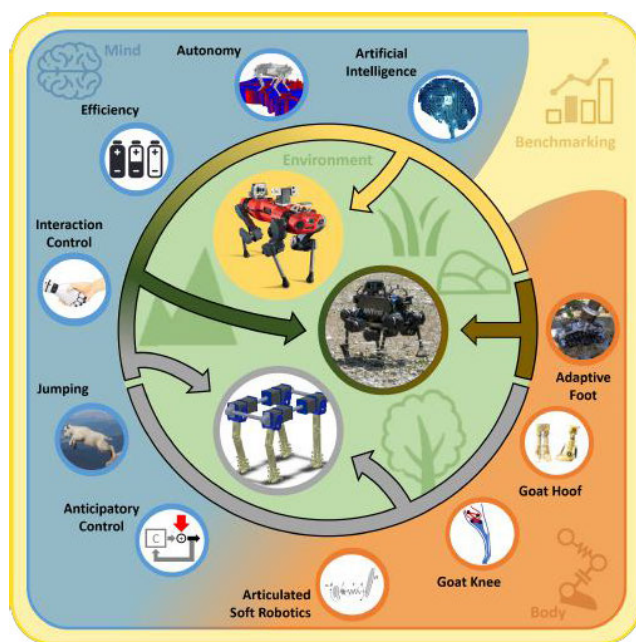 Mind
Autonomy
Artificial
Intelligence
Efficiency
Benchmarking
Environment
Interaction
Control
Adaptive
Foot
Jumping
Goat Hoof
Anticipatory
Control
C
Goat Knee
Articulated
Soft Robotics
Body